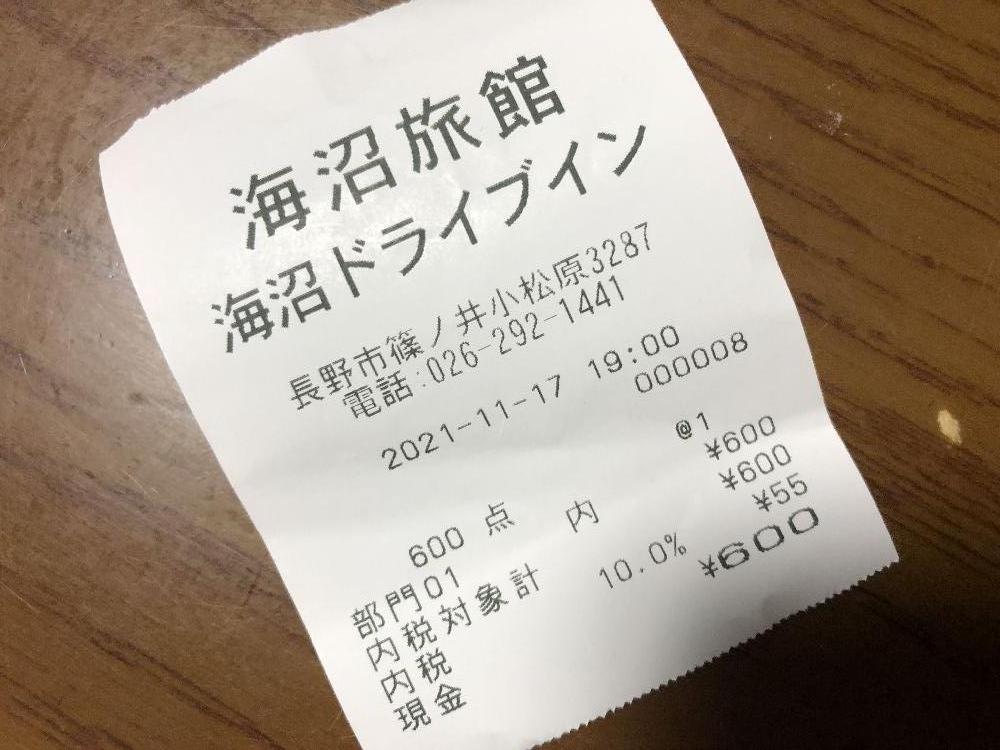 海沼旅館
海沼ドライブイン
長野市篠ノ井小松原3287
電話:026-292-1441
2021-11-17 19:00
000008
600 点 @1
部門01 内 ¥600
内税対象計 ¥600
内税 10.0% ¥55
現金 ¥600